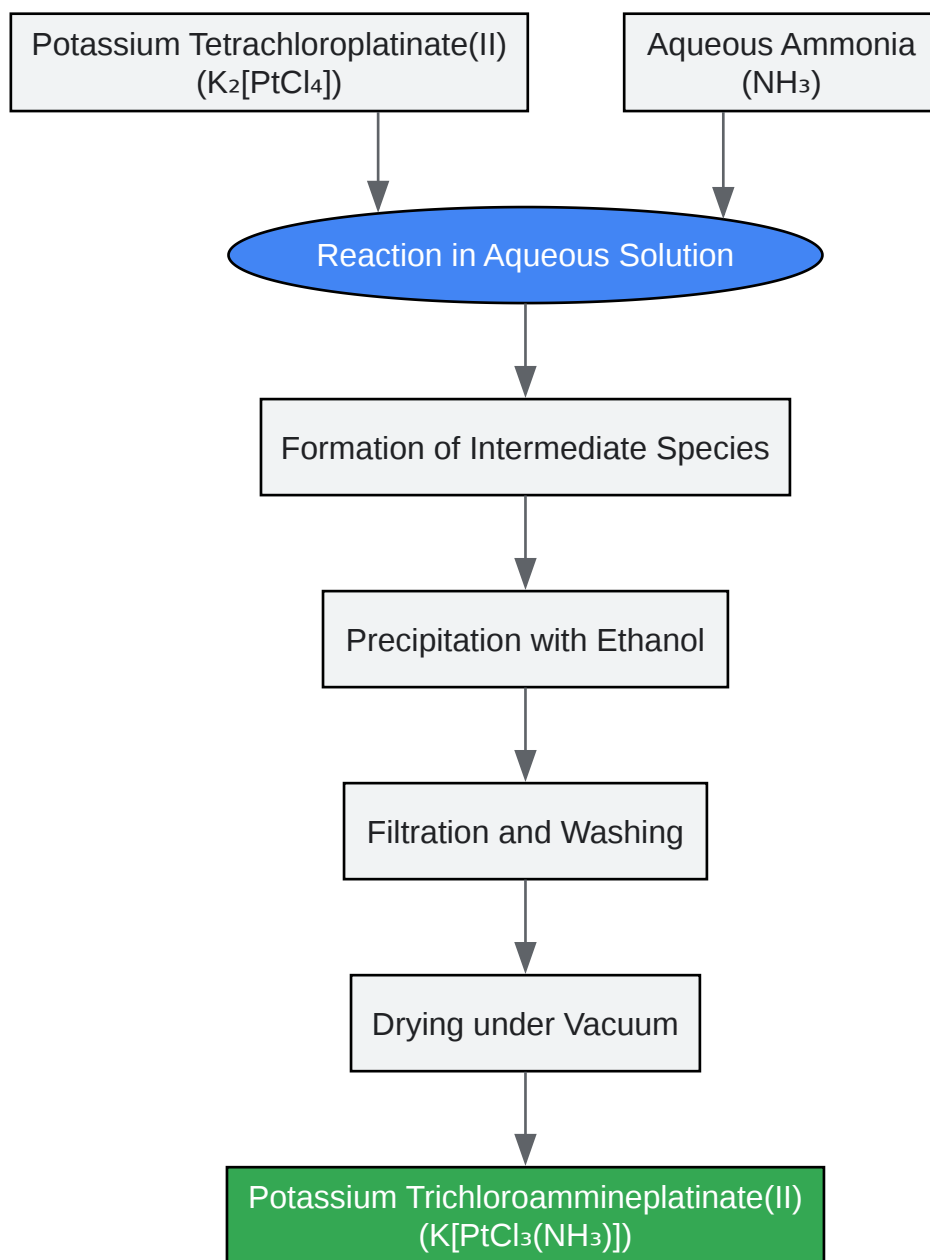 Potassium Tetrachloroplatinate(II)
(K₂[PtCl₄])
Aqueous Ammonia
(NH₃)
Reaction in Aqueous Solution
Formation of Intermediate Species
Precipitation with Ethanol
Filtration and Washing
Drying under Vacuum
Potassium Trichloroammineplatinate(II)
(K[PtCl₃(NH₃)])